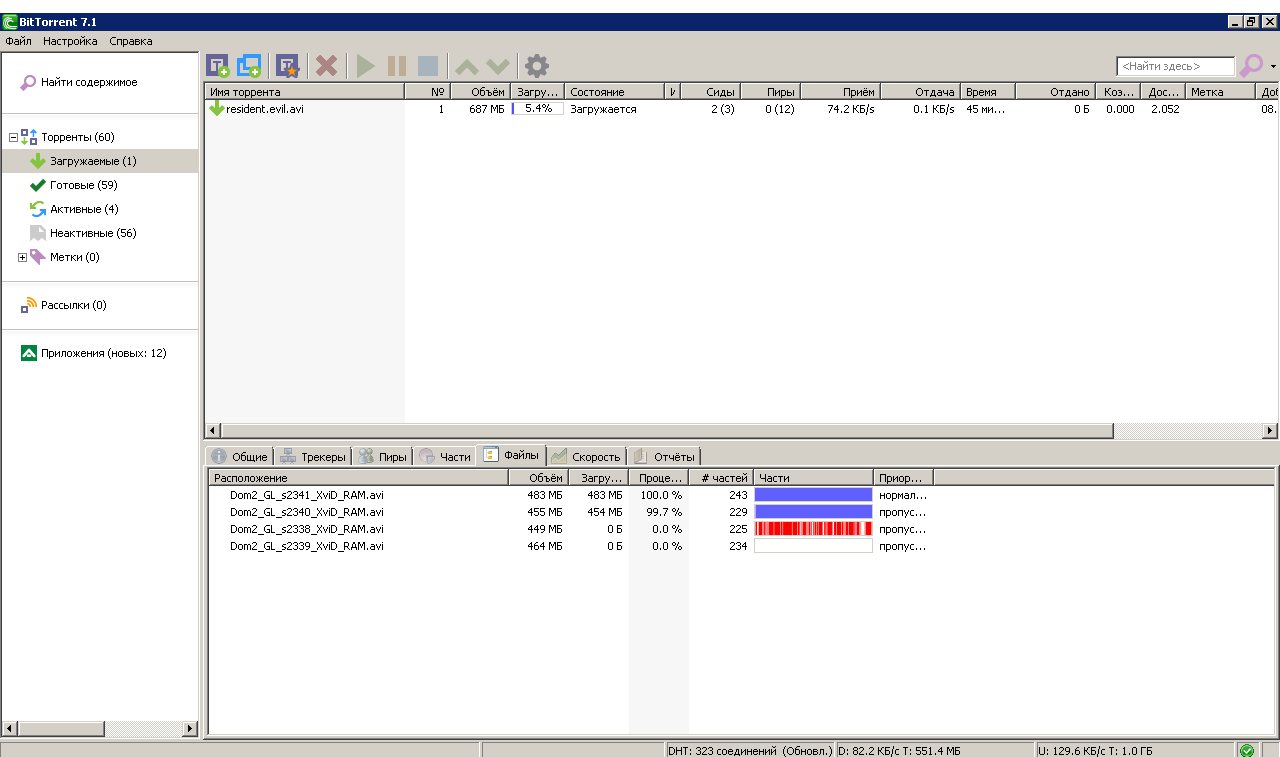 BitTorrent 7.1
Файл Настройка Справка
<Найти здесь>
Найти содержимое
Торренты (60)
Загружаемые (1)
Готовые (59)
Активные (4)
Неактивные (56)
Метки (0)
Рассылки (0)
Приложения (новых: 12)
Имя торрента № Объём Загру... Состояние Сиды Пиры Приём Отдача Время Отдано Коэ... Дос... Метка Доб
resident.evil.avi 1 687 МБ 5.4% Загружается 2 (3) 0 (12) 74.2 КБ/s 0.1 КБ/s 45 ми... 0 Б 0.000 2.052 08.
Общие Трекеры Пиры Части Файлы Скорость Отчёты
Расположение Объём Загру... Проце... # частей Части Приор...
Dom2_GL_s2341_XviD_RAM.avi 483 МБ 483 МБ 100.0 % 243 нормал...
Dom2_GL_s2340_XviD_RAM.avi 455 МБ 454 МБ 99.7 % 229 пропус...
Dom2_GL_s2338_XviD_RAM.avi 449 МБ 0 Б 0.0 % 225 пропус...
Dom2_GL_s2339_XviD_RAM.avi 464 МБ 0 Б 0.0 % 234 пропус...
DHT: 323 соединений (Обновл.) D: 82.2 КБ/с T: 551.4 МБ U: 129.6 КБ/с T: 1.0 ГБ